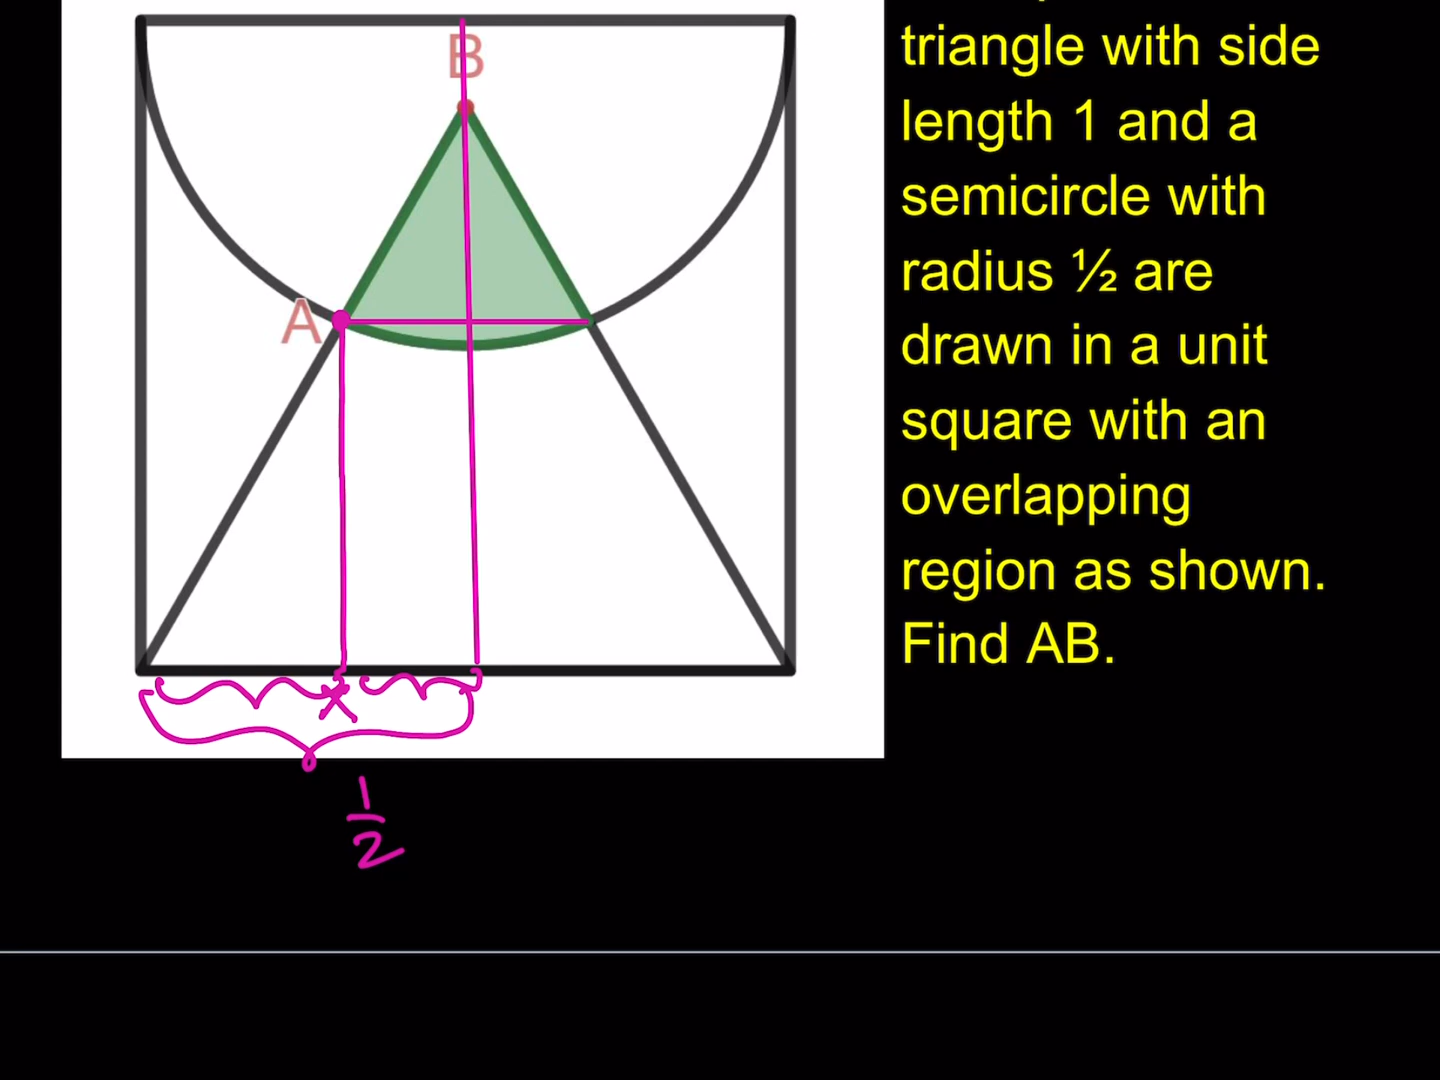 B
A
triangle with side
length 1 and a
semicircle with
radius ½ are
drawn in a unit
square with an
overlapping
region as shown.
Find AB.
1
2